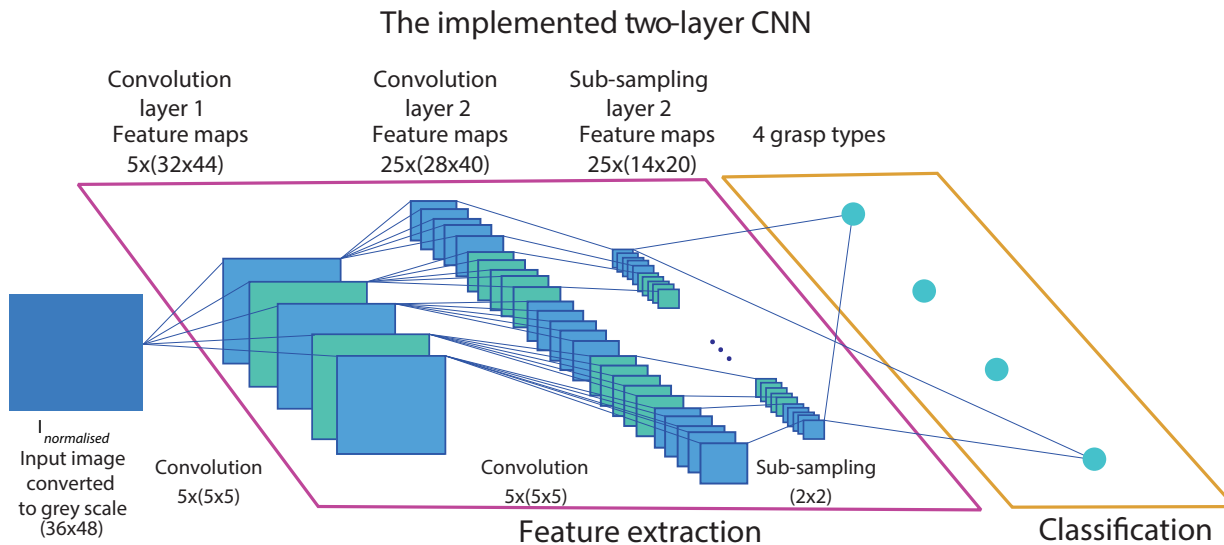 The implemented two-layer CNN
Convolution
layer 1
Feature maps
5x(32x44)
Convolution
layer 2
Feature maps
25x(28x40)
Sub-sampling
layer 2
Feature maps
25x(14x20)
4 grasp types
I normalised
Input image
converted
to grey scale
(36x48)
Convolution
5x(5x5)
Convolution
5x(5x5)
Sub-sampling
(2x2)
Feature extraction
Classification